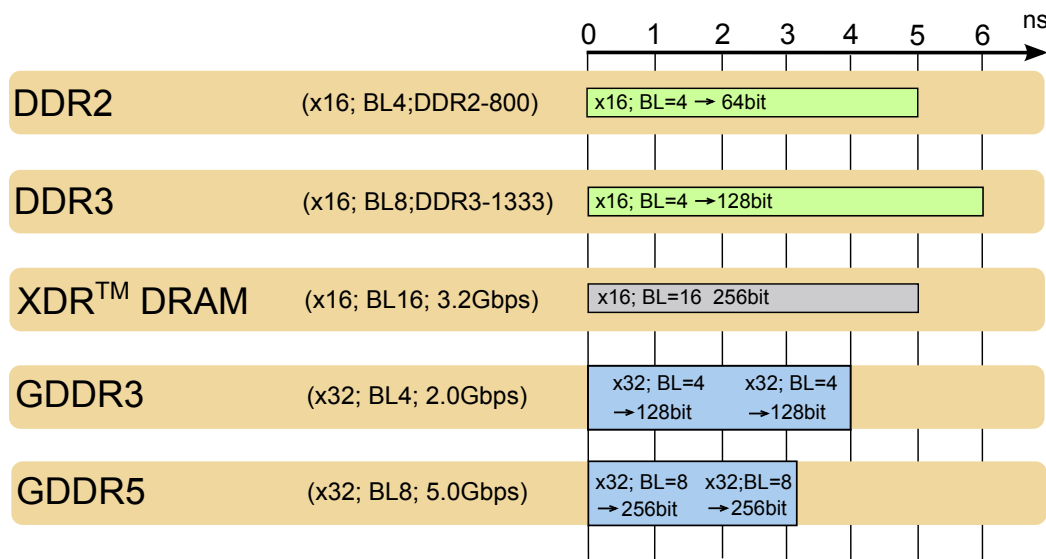 ns
0 1 2 3 4 5 6
DDR2 (x16; BL4;DDR2-800) x16; BL=4 → 64bit
DDR3 (x16; BL8;DDR3-1333) x16; BL=4 →128bit
XDR™ DRAM (x16; BL16; 3.2Gbps) x16; BL=16 256bit
GDDR3 (x32; BL4; 2.0Gbps)
x32; BL=4 x32; BL=4
→128bit →128bit
GDDR5 (x32; BL8; 5.0Gbps)
x32; BL=8 x32;BL=8
→256bit →256bit